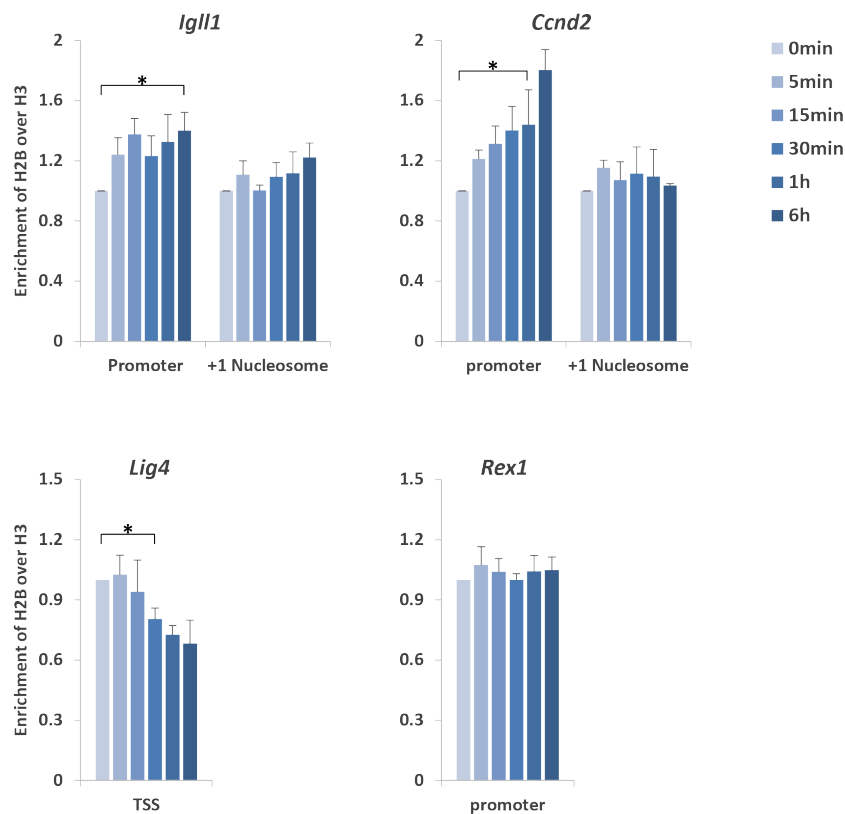 Igll1
Enrichment of H2B over H3
2
1.6
1.2
0.8
0.4
0
*
Promoter
+1 Nucleosome
Ccnd2
2
1.6
1.2
0.8
0.4
0
*
promoter
+1 Nucleosome
0min
5min
15min
30min
1h
6h
Lig4
Enrichment of H2B over H3
1.5
1.2
0.9
0.6
0.3
0
*
TSS
Rex1
1.5
1.2
0.9
0.6
0.3
0
promoter